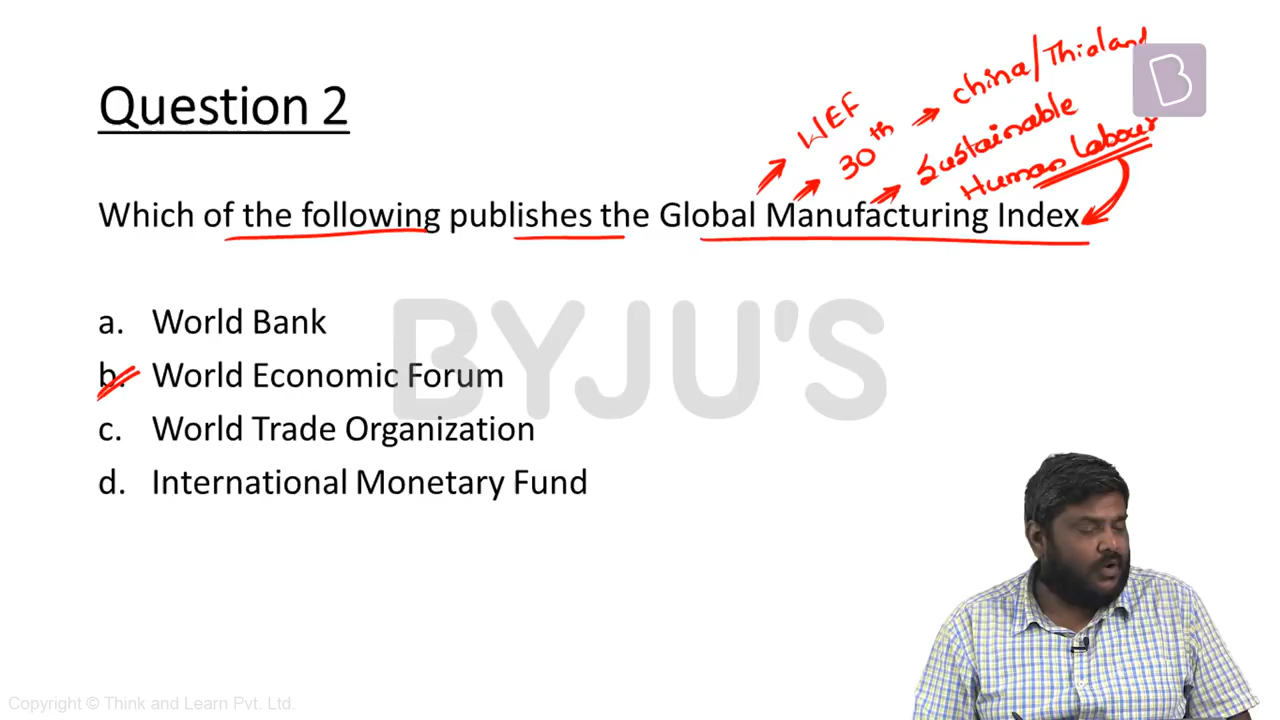 Question 2
WEF
30th → China/Thialand
Sustainable
Human Labour
Which of the following publishes the Global Manufacturing Index
a. World Bank
b. World Economic Forum
c. World Trade Organization
d. International Monetary Fund
BYJU'S
B
Copyright © Think and Learn Pvt. Ltd.